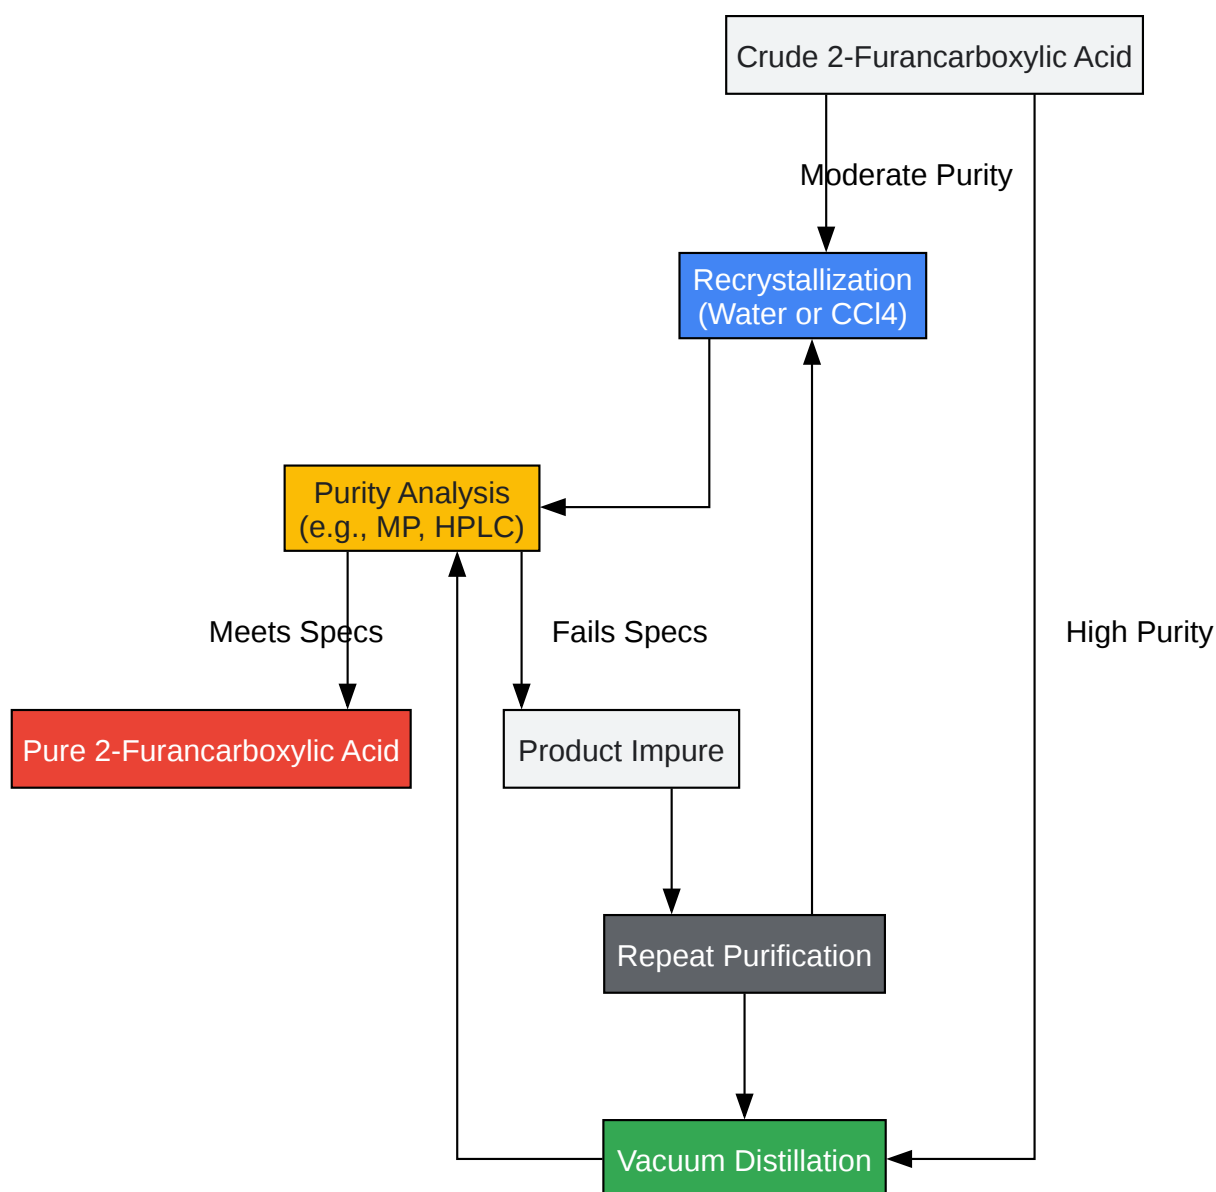 Crude 2-Furancarboxylic Acid
Moderate Purity
Recrystallization
(Water or CCl4)
Purity Analysis
(e.g., MP, HPLC)
Meets Specs
Fails Specs
High Purity
Pure 2-Furancarboxylic Acid
Product Impure
Repeat Purification
Vacuum Distillation